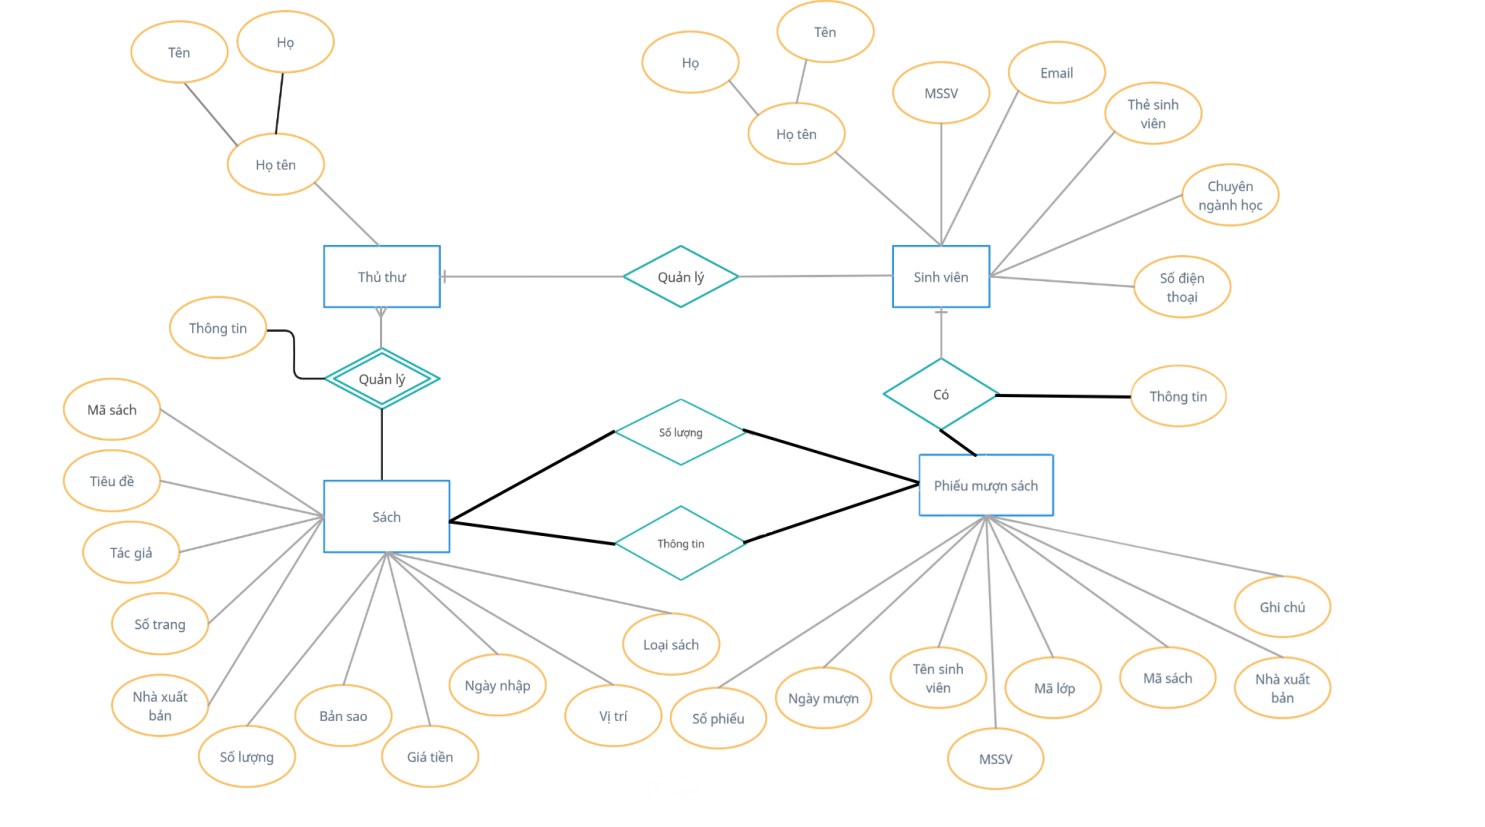 Tên
Họ
Họ tên
Họ
Tên
Họ tên
MSSV
Email
Thẻ sinh
viên
Chuyên
ngành học
Số điện
thoại
Thủ thư
Quản lý
Sinh viên
Thông tin
Quản lý
Có
Thông tin
Mã sách
Tiêu đề
Tác giả
Số trang
Nhà xuất
bản
Sách
Số lượng
Thông tin
Phiếu mượn sách
Số lượng
Bản sao
Giá tiền
Ngày nhập
Vị trí
Loại sách
Số phiếu
Ngày mượn
Tên sinh
viên
MSSV
Mã lớp
Mã sách
Nhà xuất
bản
Ghi chú